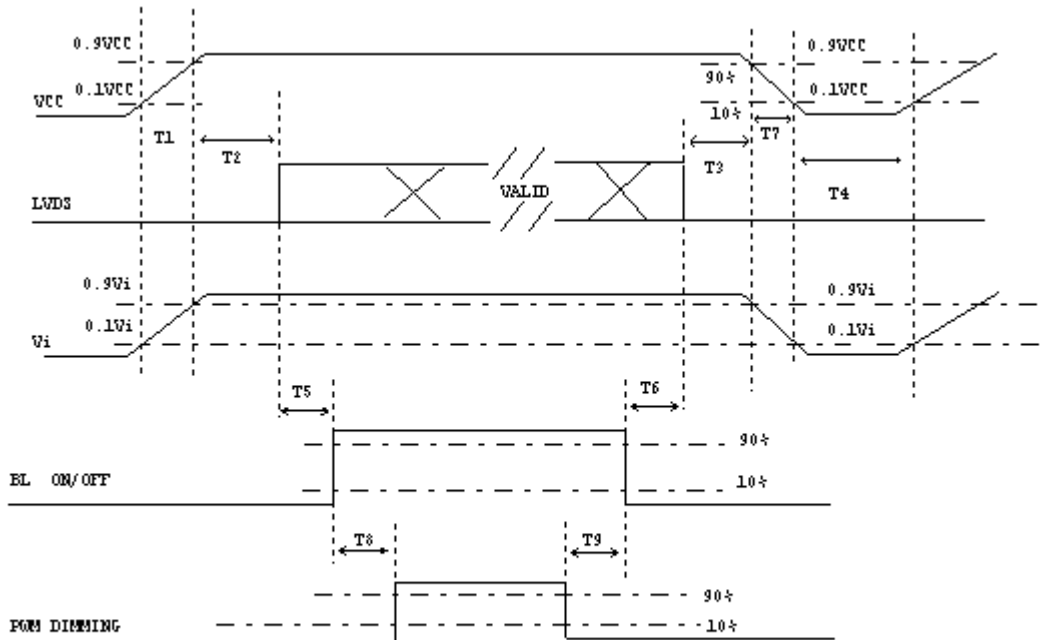 0.9VCC 0.9VCC
90%
0.1VCC 0.1VCC
VCC 10%
T1 T2 T3 T7 T4
VALID
LVDS
0.9Vi 0.9Vi
0.1Vi 0.1Vi
Vi
T5 T6
90%
BL ON/OFF 10%
T8 T9
90%
PWM DIMMING 10%